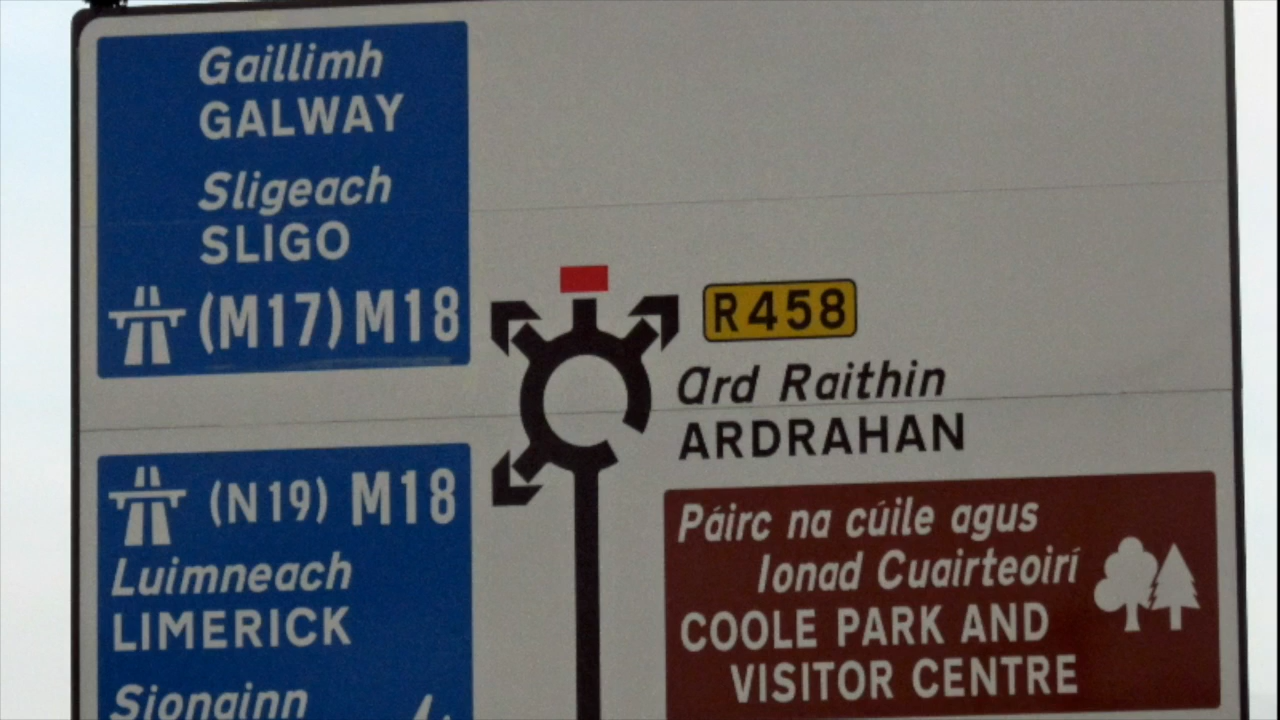 Gaillimh
GALWAY
Sligeach
SLIGO
(M17) M18
R458
Ard Raithin
ARDRAHAN
(N19) M18
Luimneach
LIMERICK
Sionainn
Páirc na cúile agus
Ionad Cuairteoirí
COOLE PARK AND
VISITOR CENTRE